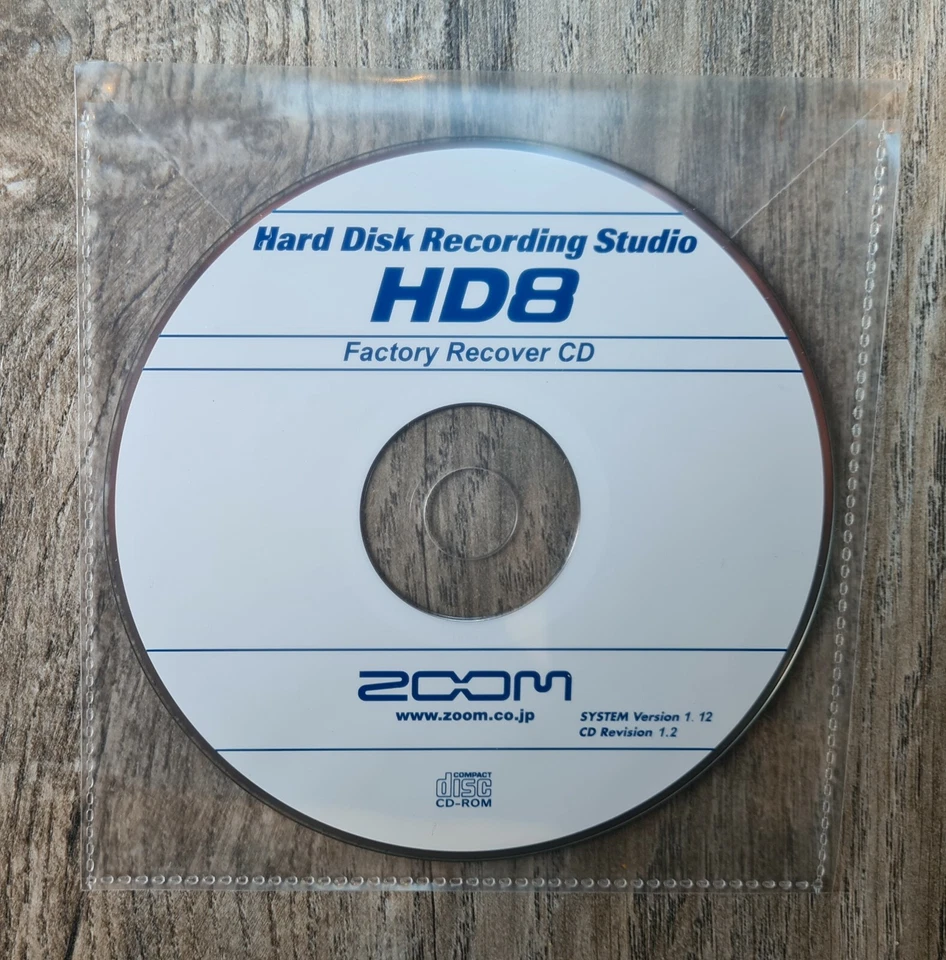 Hard Disk Recording Studio
HD8
Factory Recover CD
ZOOM
www.zoom.co.jp
SYSTEM Version 1.12
CD Revision 1.2
COMPACT
disc
CD-ROM